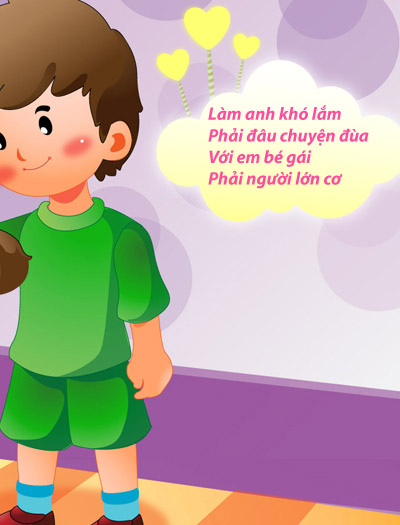 Làm anh khó lắm
Phải đâu chuyện đùa
Với em bé gái
Phải người lớn cơ